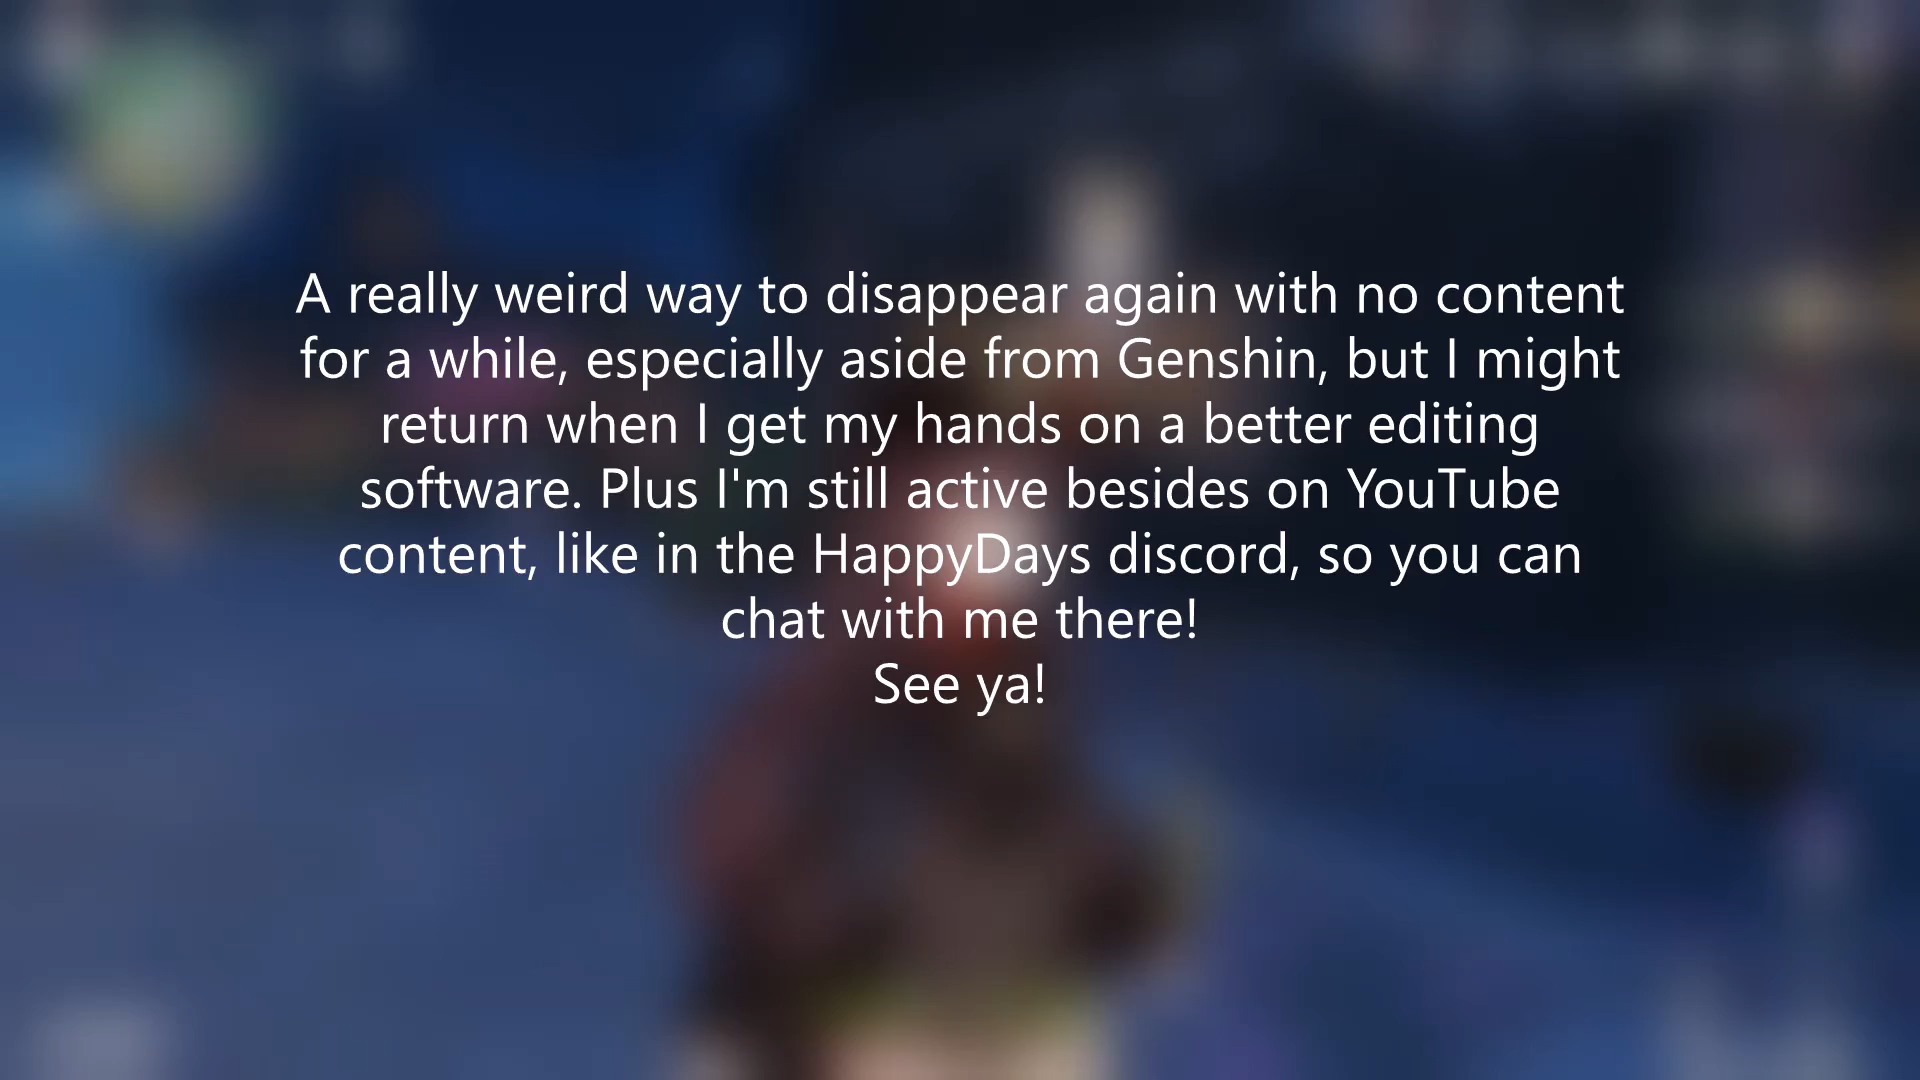 A really weird way to disappear again with no content
for a while, especially aside from Genshin, but I might
return when I get my hands on a better editing
software. Plus I'm still active besides on YouTube
content, like in the HappyDays discord, so you can
chat with me there!
See ya!